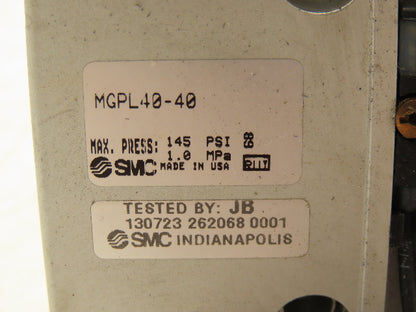 MGPL40-40
MAX. PRESS: 145 PSI
1.0 MPa
SMC MADE IN USA
TESTED BY: JB
130723 262068 0001
SMC INDIANAPOLIS